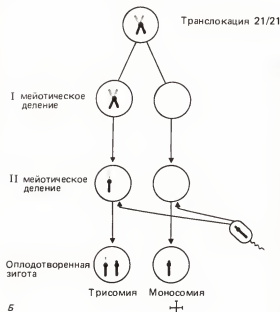 Транслокация 21/21
I мейотическое
деление
II мейотическое
деление
Оплодотворенная
зигота
Трисомия Моносомия
Б